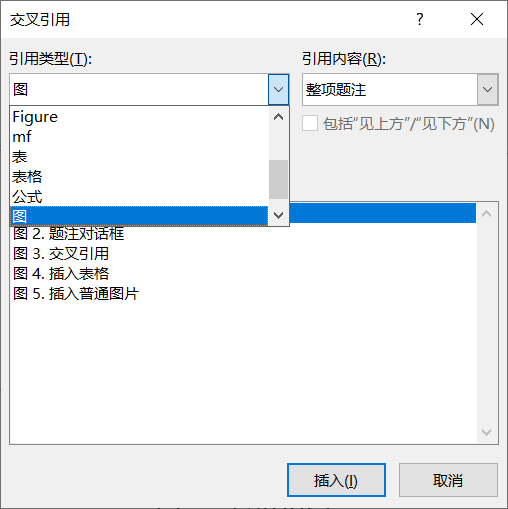 交叉引用
引用类型(T):
引用内容(R):
图
整项题注
包括“见上方”/“见下方”(N)
Figure
mf
表
表格
公式
图
图 2. 题注对话框
图 3. 交叉引用
图 4. 插入表格
图 5. 插入普通图片
插入(I)
取消